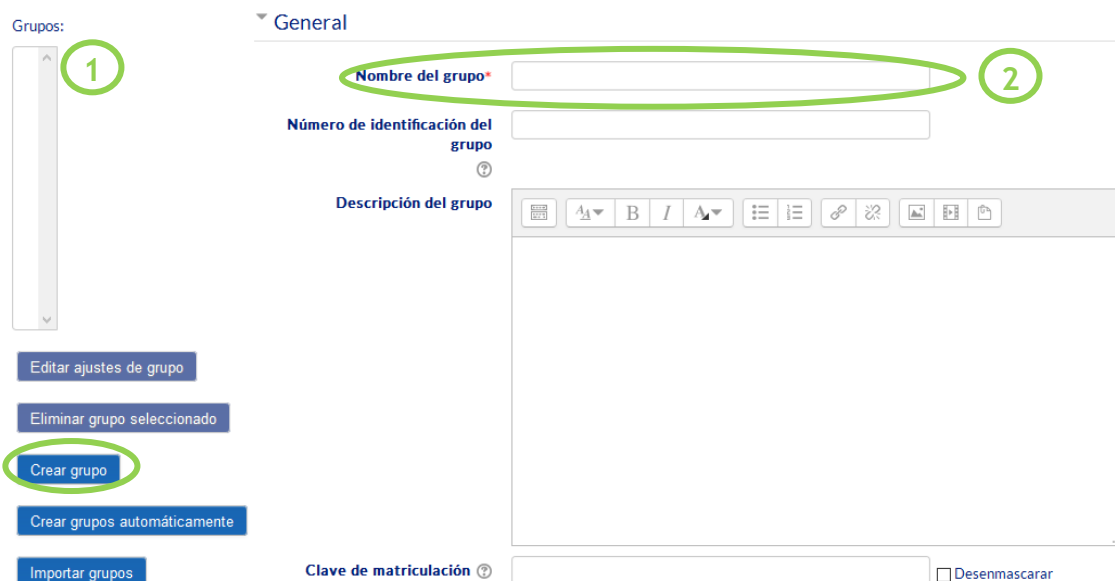 Grupos:
1
Editar ajustes de grupo
Eliminar grupo seleccionado
Crear grupo
Crear grupos automáticamente
Importar grupos
General
Nombre del grupo*
2
Número de identificación del
grupo
Descripción del grupo
B I
Clave de matriculación
Desenmascarar